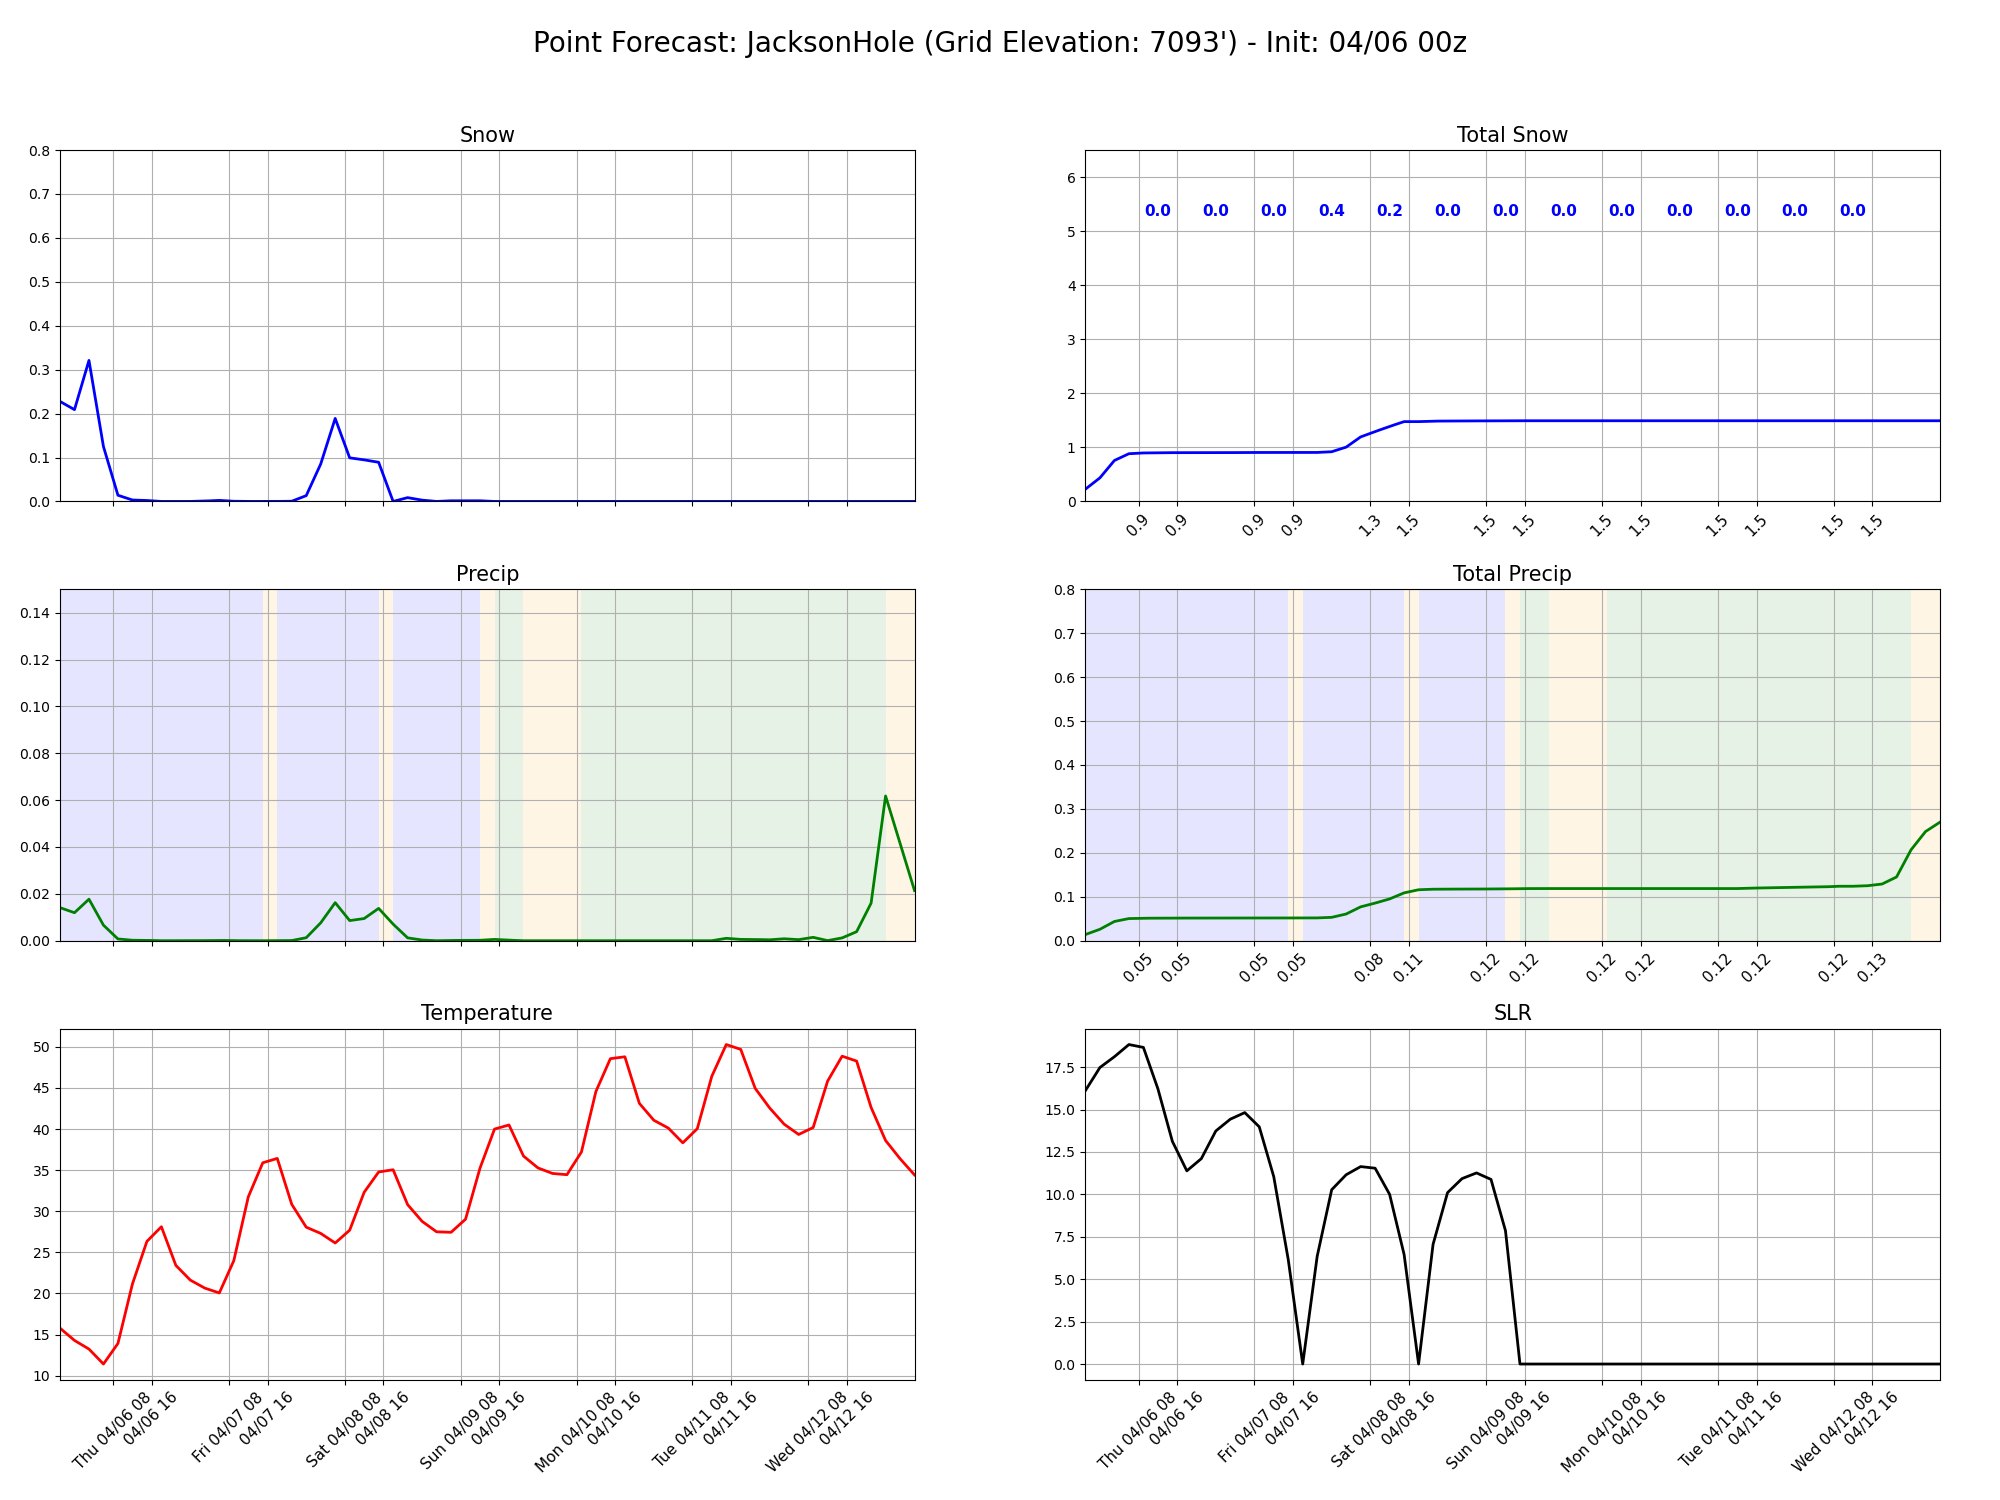 Point Forecast: JacksonHole (Grid Elevation: 7093') - Init: 04/06 00z
Snow
0.8
0.7
0.6
0.5
0.4
0.3
0.2
0.1
0.0
Total Snow
6
5
4
3
2
1
0
0.0 0.0 0.0 0.4 0.2 0.0 0.0 0.0 0.0 0.0 0.0 0.0 0.0
0.9 0.9 0.9 0.9 1.3 1.5 1.5 1.5 1.5 1.5 1.5 1.5 1.5 1.5
Precip
0.14
0.12
0.10
0.08
0.06
0.04
0.02
0.00
Total Precip
0.8
0.7
0.6
0.5
0.4
0.3
0.2
0.1
0.0
0.05 0.05 0.05 0.05 0.08 0.11 0.12 0.12 0.12 0.12 0.12 0.12 0.12 0.13
Temperature
50
45
40
35
30
25
20
15
10
Thu 04/06 08
04/06 16
Fri 04/07 08
04/07 16
Sat 04/08 08
04/08 16
Sun 04/09 08
04/09 16
Mon 04/10 08
04/10 16
Tue 04/11 08
04/11 16
Wed 04/12 08
04/12 16
SLR
17.5
15.0
12.5
10.0
7.5
5.0
2.5
0.0
Thu 04/06 08
04/06 16
Fri 04/07 08
04/07 16
Sat 04/08 08
04/08 16
Sun 04/09 08
04/09 16
Mon 04/10 08
04/10 16
Tue 04/11 08
04/11 16
Wed 04/12 08
04/12 16